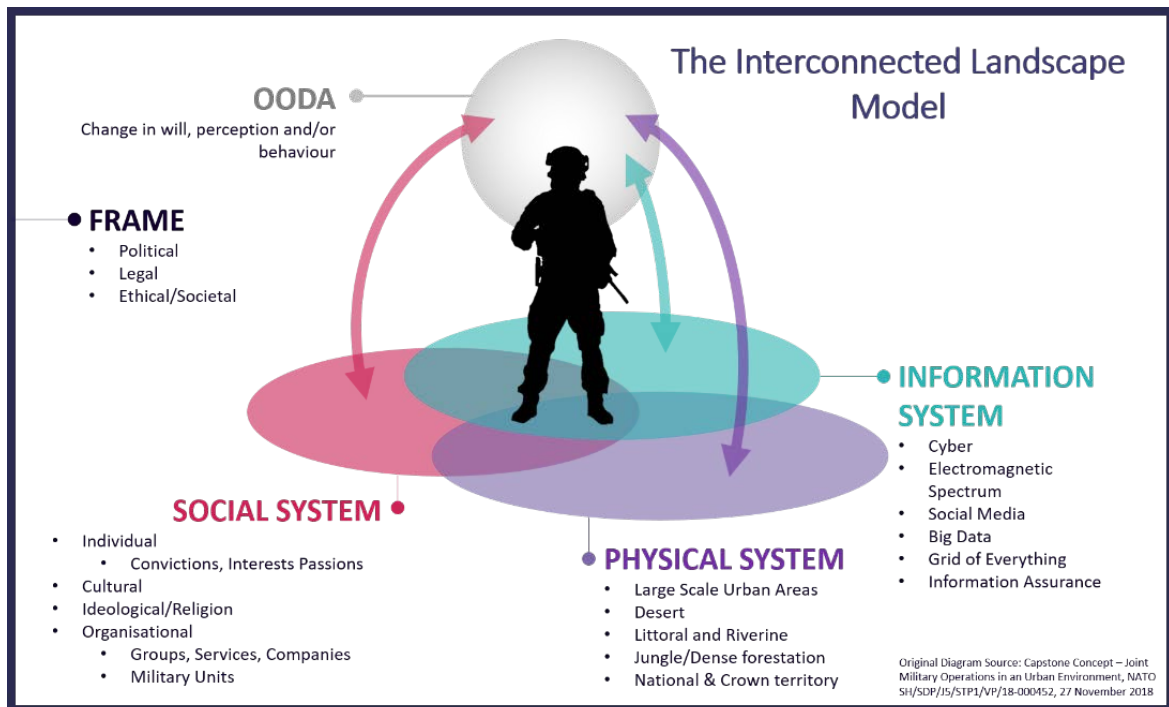 The Interconnected Landscape
Model
OODA
Change in will, perception and/or
behaviour
FRAME
• Political
• Legal
• Ethical/Societal
INFORMATION
SYSTEM
• Cyber
• Electromagnetic
Spectrum
• Social Media
• Big Data
• Grid of Everything
• Information Assurance
SOCIAL SYSTEM
• Individual
• Convictions, Interests Passions
• Cultural
• Ideological/Religion
• Organisational
• Groups, Services, Companies
• Military Units
PHYSICAL SYSTEM
• Large Scale Urban Areas
• Desert
• Littoral and Riverine
• Jungle/Dense forestation
• National & Crown territory
Original Diagram Source: Capstone Concept – Joint
Military Operations in an Urban Environment, NATO
SH/SDP/J5/STP1/VP/18-000452, 27 November 2018